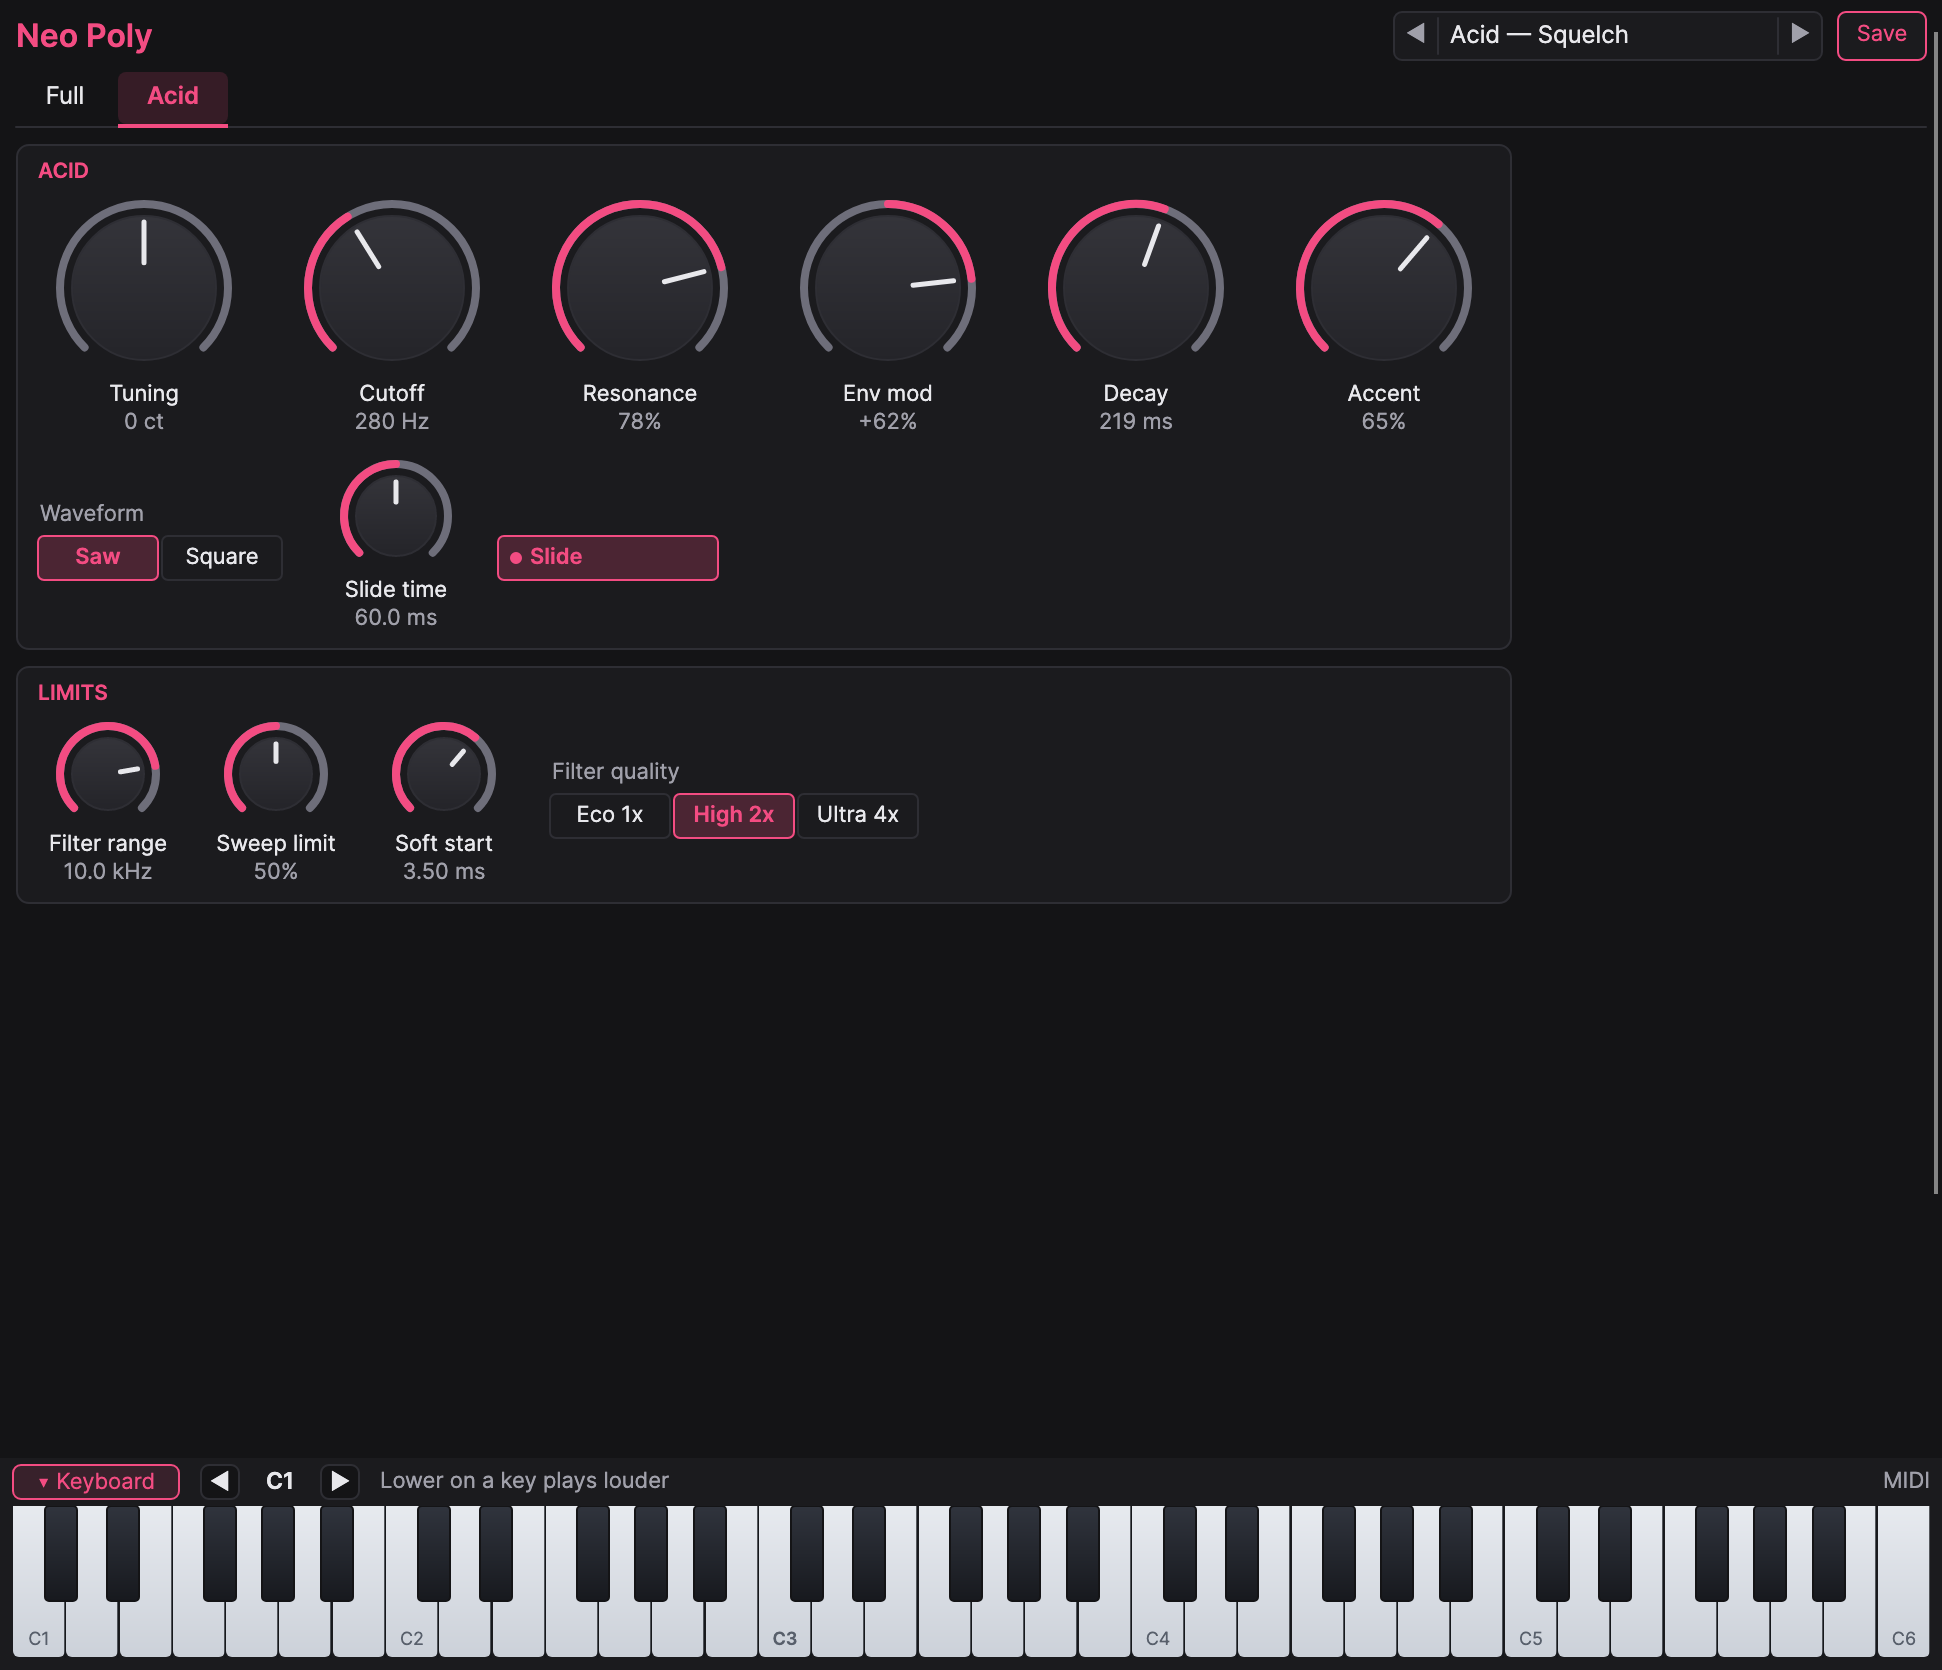 Neo Poly
◀ Acid — Squelch ▶ Save
Full Acid
ACID
Tuning Cutoff Resonance Env mod Decay Accent
0 ct 280 Hz 78% +62% 219 ms 65%
Waveform
Saw Square Slide
Slide time
60.0 ms
LIMITS
Filter quality
Eco 1x High 2x Ultra 4x
Filter range Sweep limit Soft start
10.0 kHz 50% 3.50 ms
▾ Keyboard ◀ C1 ▶ Lower on a key plays louder MIDI
C1 C2 C3 C4 C5 C6